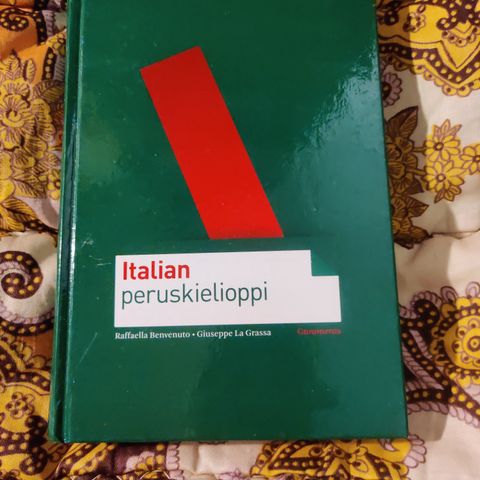 Italian
peruskielioppi
Raffaella Benvenuto • Giuseppe La Grassa Gummerus